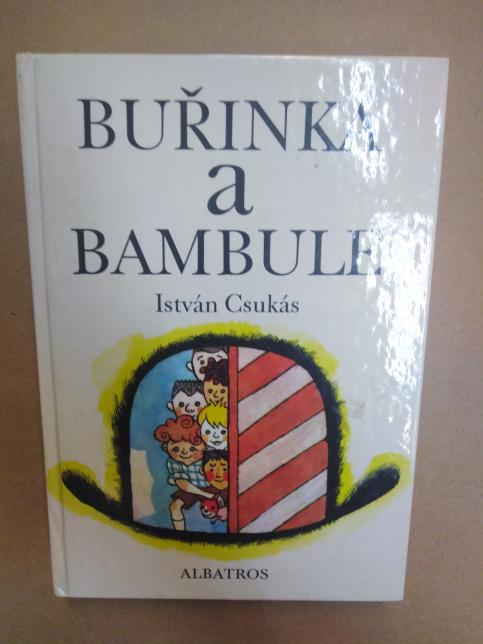 BUŘINKA
a
BAMBULE
István Csukás
ALBATROS